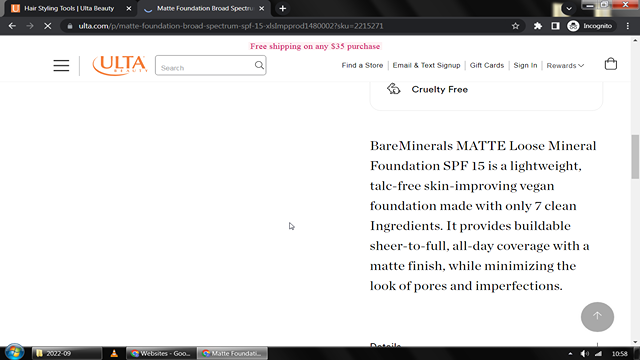 Hair Styling Tools | Ulta Beauty
Matte Foundation Broad Spectru
ulta.com/p/matte-foundation-broad-spectrum-spf-15-xlsImpprod1480002?sku=2215271
Incognito
Free shipping on any $35 purchase
ULTA
BEAUTY
Search
Find a Store
Email & Text Signup
Gift Cards
Sign In
Rewards
Cruelty Free
BareMinerals MATTE Loose Mineral
Foundation SPF 15 is a lightweight,
talc-free skin-improving vegan
foundation made with only 7 clean
Ingredients. It provides buildable
sheer-to-full, all-day coverage with a
matte finish, while minimizing the
look of pores and imperfections.
Details
2022-09
Websites - Goo...
Matte Foundati...
10:58